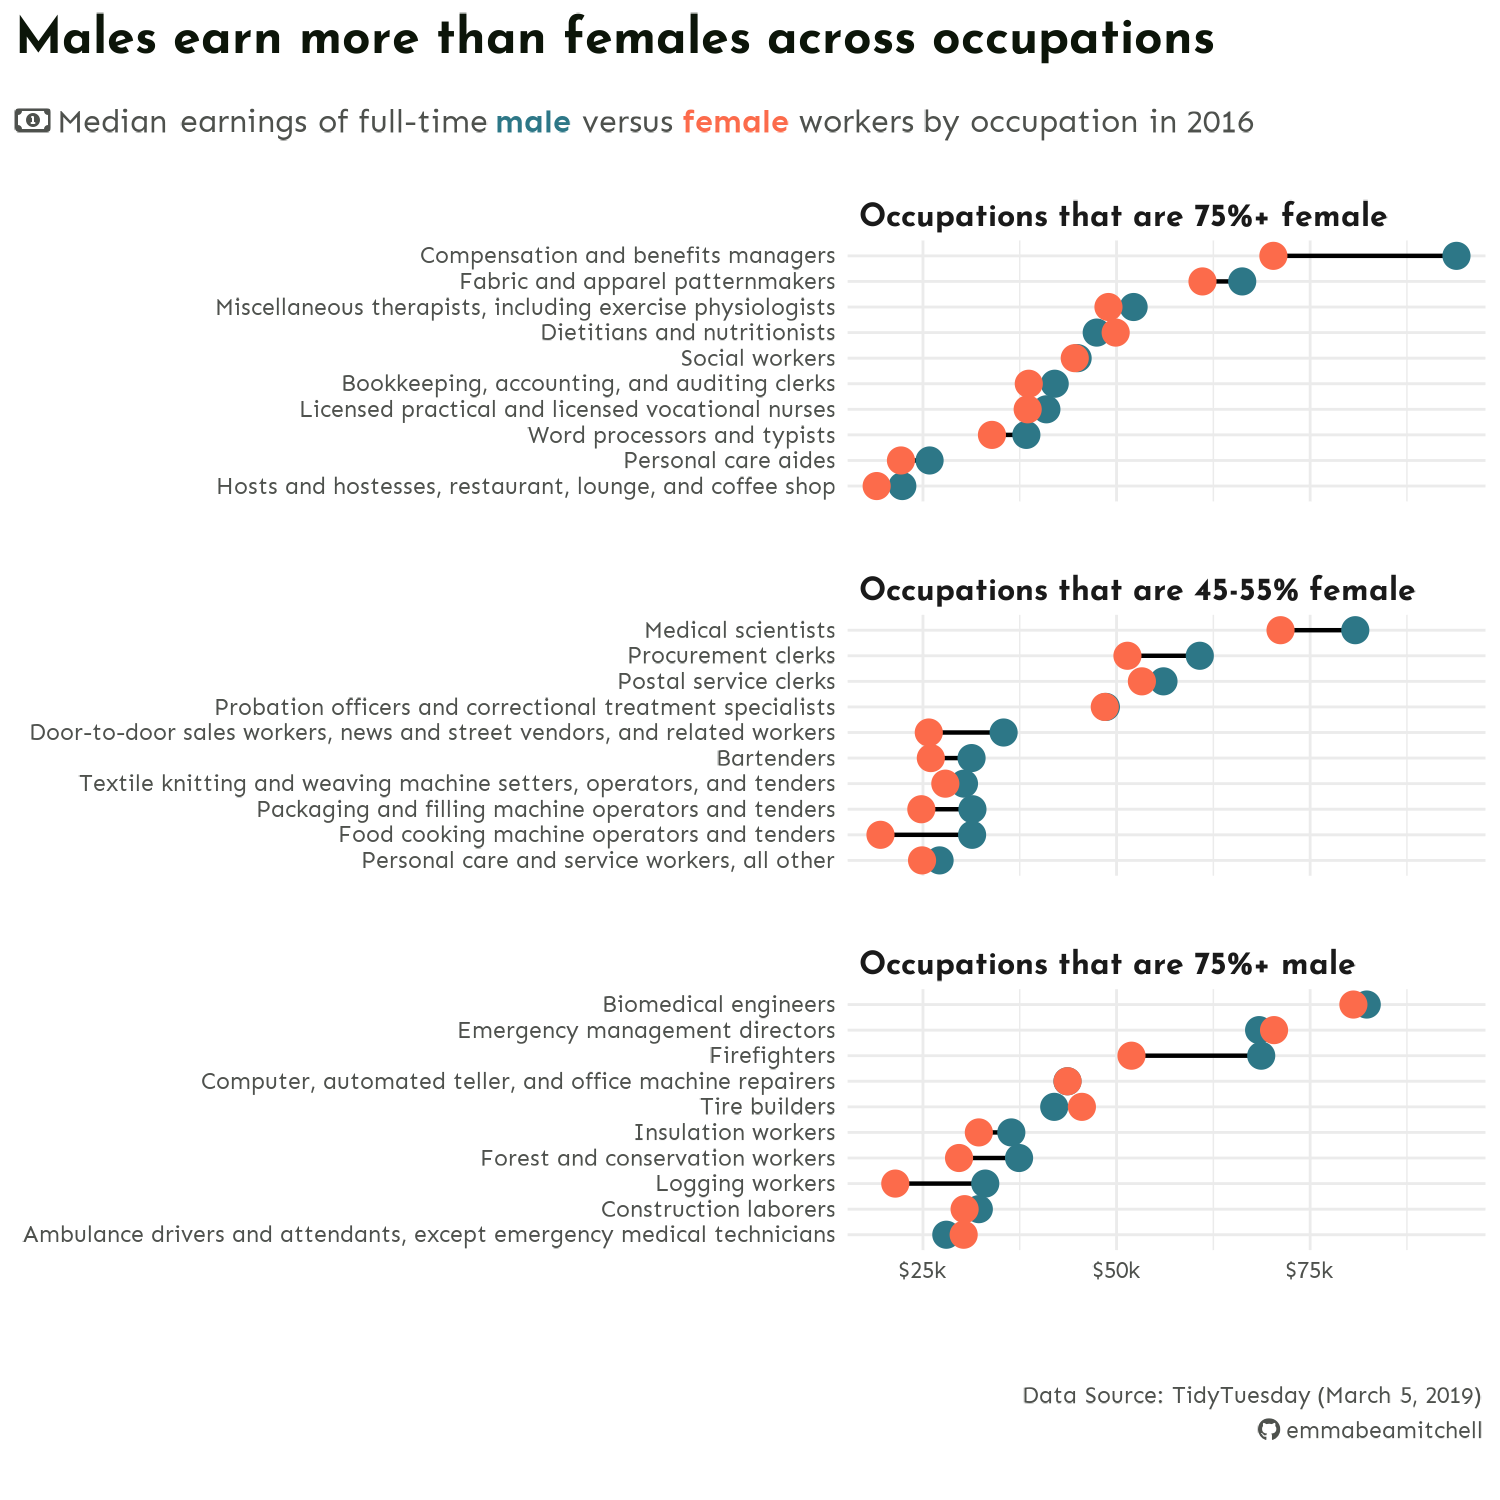 Males earn more than females across occupations
Median earnings of full-time male versus female workers by occupation in 2016
Occupations that are 75%+ female
Compensation and benefits managers
Fabric and apparel patternmakers
Miscellaneous therapists, including exercise physiologists
Dietitians and nutritionists
Social workers
Bookkeeping, accounting, and auditing clerks
Licensed practical and licensed vocational nurses
Word processors and typists
Personal care aides
Hosts and hostesses, restaurant, lounge, and coffee shop
Occupations that are 45-55% female
Medical scientists
Procurement clerks
Postal service clerks
Probation officers and correctional treatment specialists
Door-to-door sales workers, news and street vendors, and related workers
Bartenders
Textile knitting and weaving machine setters, operators, and tenders
Packaging and filling machine operators and tenders
Food cooking machine operators and tenders
Personal care and service workers, all other
Occupations that are 75%+ male
Biomedical engineers
Emergency management directors
Firefighters
Computer, automated teller, and office machine repairers
Tire builders
Insulation workers
Forest and conservation workers
Logging workers
Construction laborers
Ambulance drivers and attendants, except emergency medical technicians
$25k $50k $75k
Data Source: TidyTuesday (March 5, 2019)
emmabeamitchell